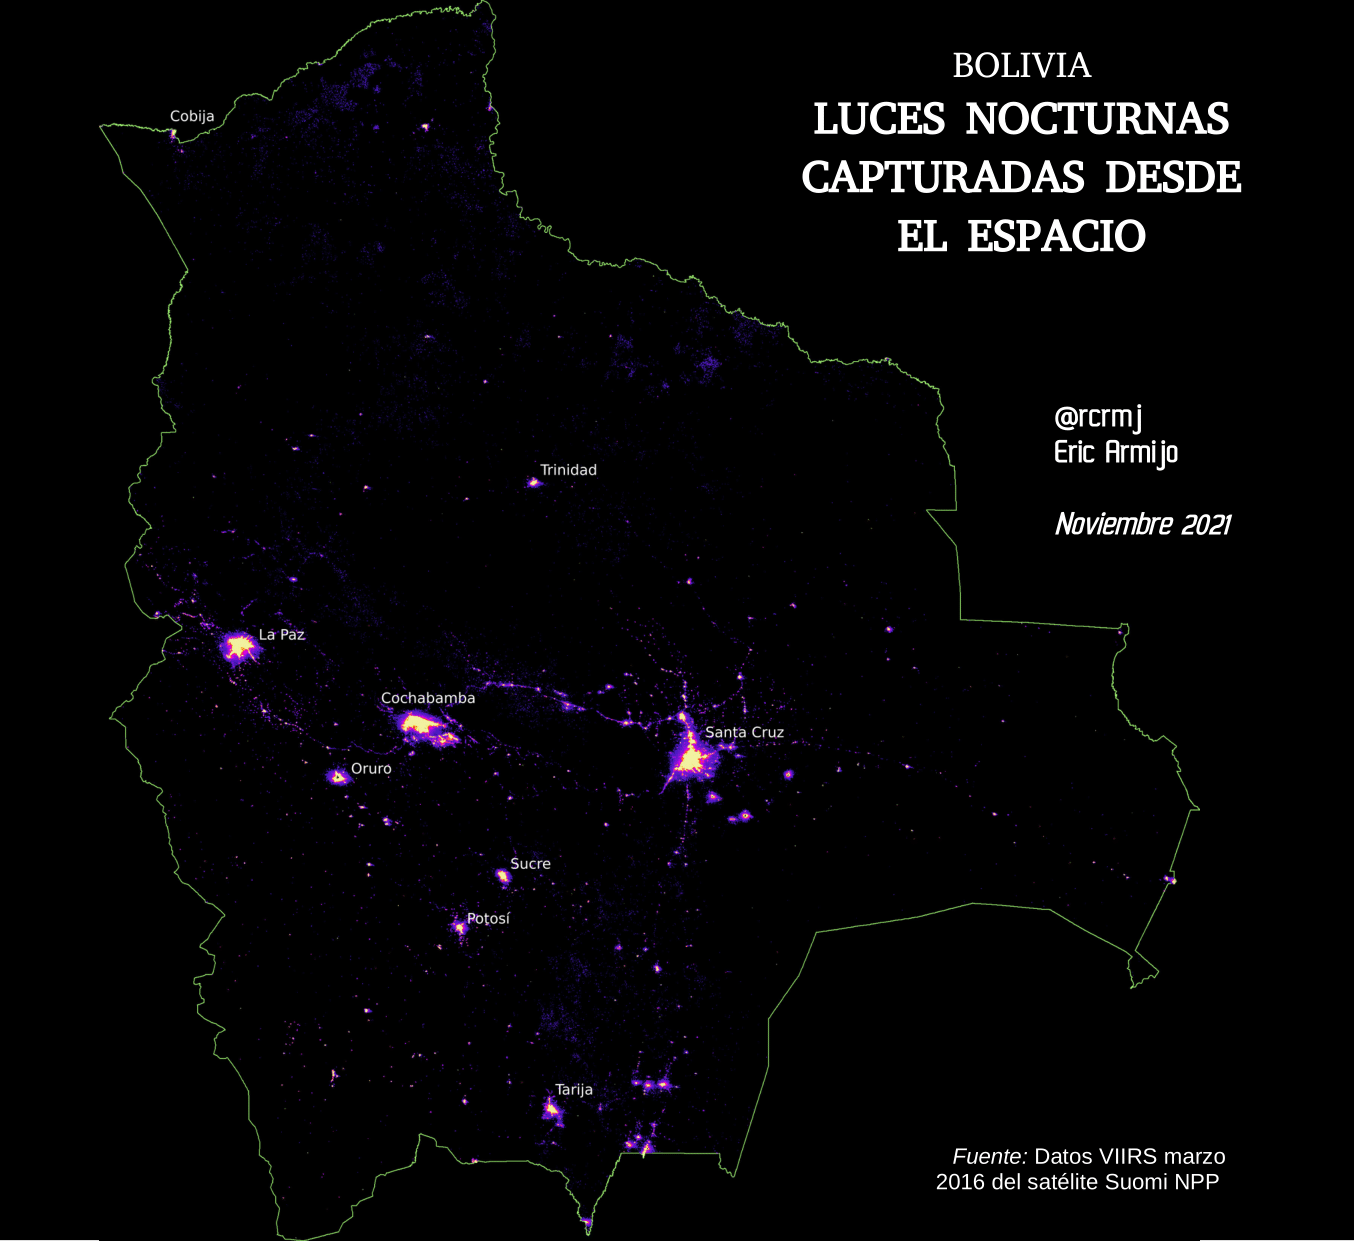 BOLIVIA
LUCES NOCTURNAS
CAPTURADAS DESDE
EL ESPACIO
Cobija
@rcrmj
Eric Armijo
Trinidad
Noviembre 2021
La Paz
Cochabamba
Santa Cruz
Oruro
Sucre
Potosí
Tarija
Fuente: Datos VIIRS marzo
2016 del satélite Suomi NPP